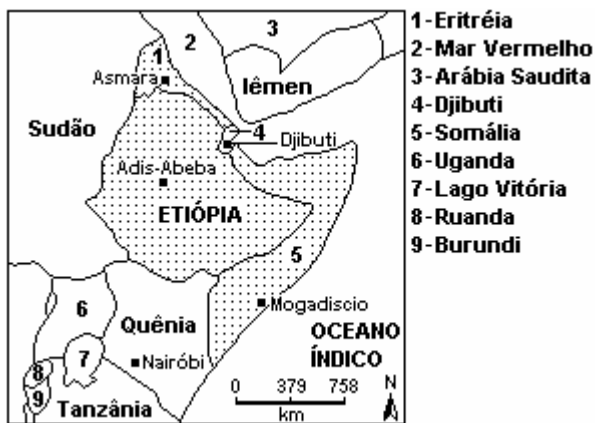 1
2
3
Asmara
Iêmen
Sudão
4
Djibuti
Adis-Abeba
ETIÓPIA
5
6
Quênia
Mogadiscio
OCEANO
ÍNDICO
7
Nairóbi
8
9
Tanzânia
0 379 758
km
N
1-Eritréia
2-Mar Vermelho
3-Arábia Saudita
4-Djibuti
5-Somália
6-Uganda
7-Lago Vitória
8-Ruanda
9-Burundi